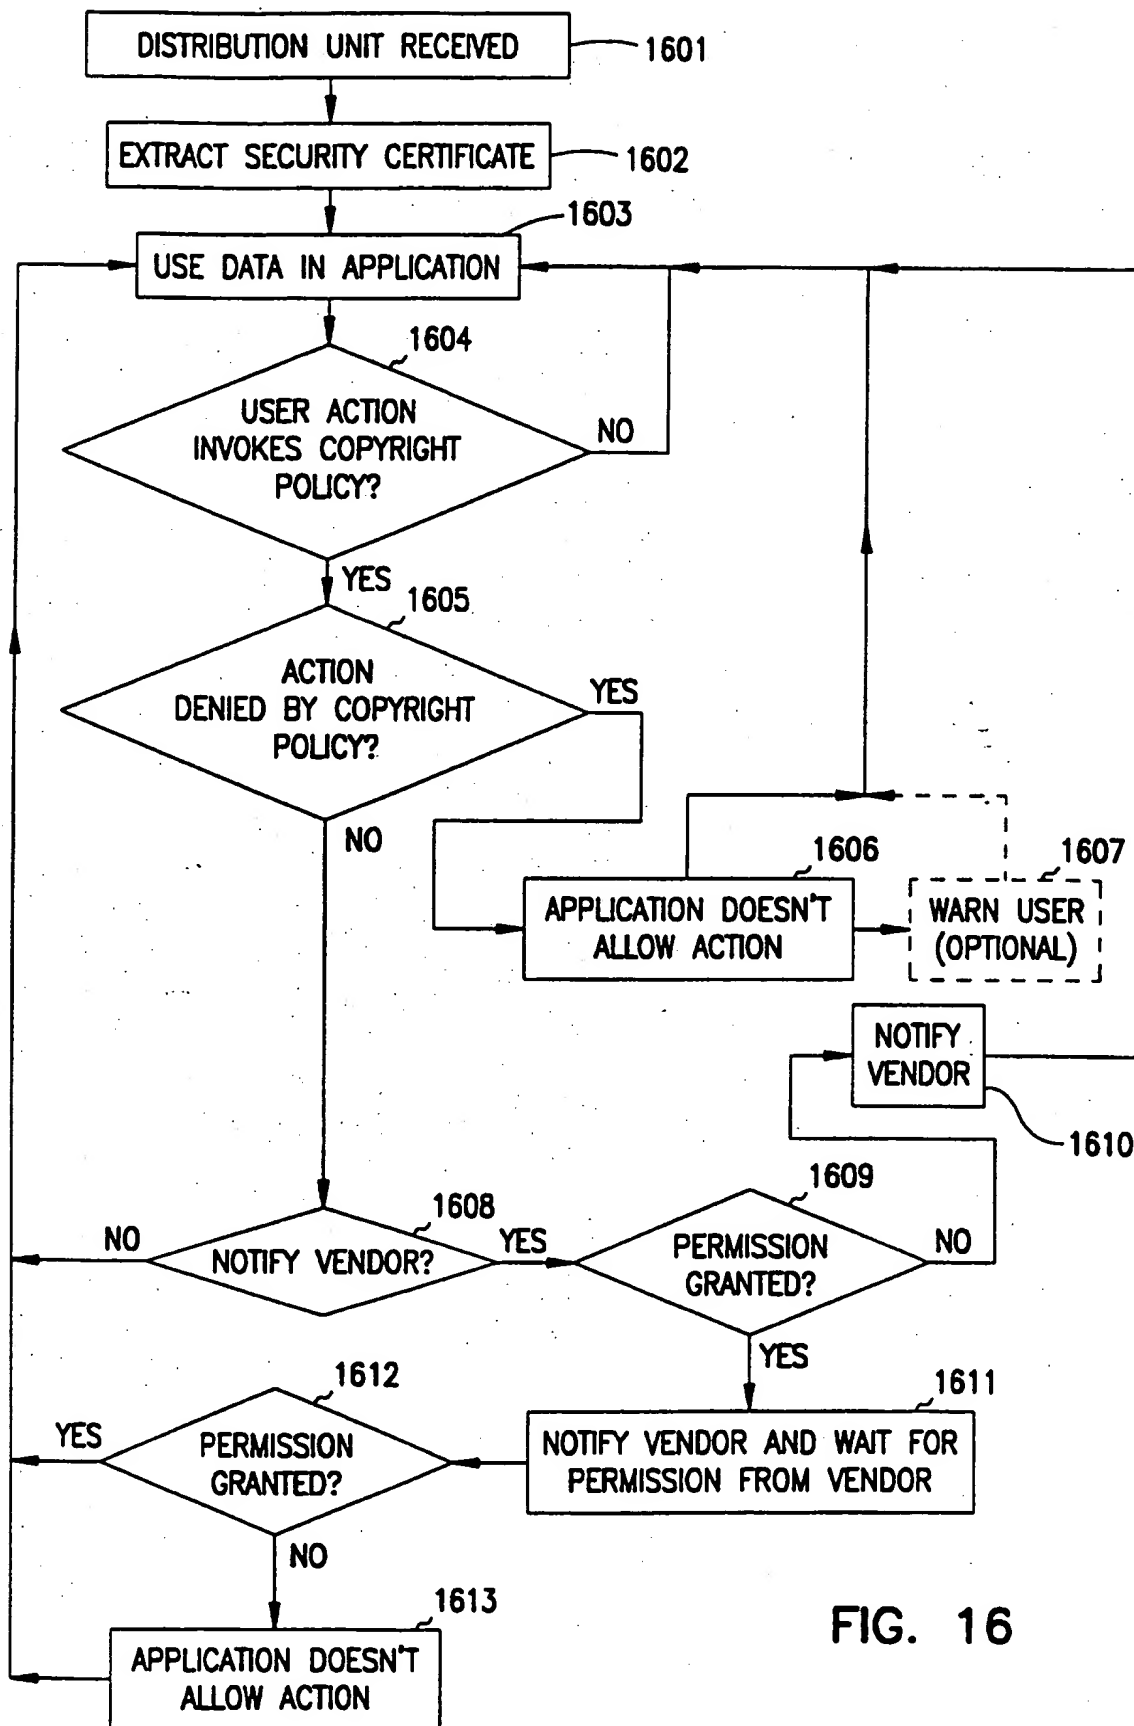 DISTRIBUTION UNIT RECEIVED
1601
EXTRACT SECURITY CERTIFICATE
1602
1603
USE DATA IN APPLICATION
1604
USER ACTION
INVOKES COPYRIGHT
POLICY?
NO
YES
1605
ACTION
DENIED BY COPYRIGHT
POLICY?
YES
NO
1606
1607
APPLICATION DOESN'T
ALLOW ACTION
WARN USER
(OPTIONAL)
NOTIFY
VENDOR
1610
1609
1608
NO
NOTIFY VENDOR?
YES
PERMISSION
GRANTED?
NO
YES
1612
1611
YES
PERMISSION
GRANTED?
NOTIFY VENDOR AND WAIT FOR
PERMISSION FROM VENDOR
NO
1613
APPLICATION DOESN'T
ALLOW ACTION
FIG. 16